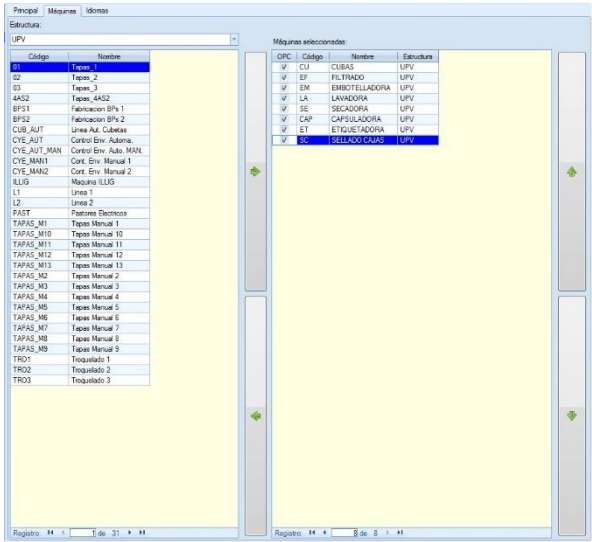 Principal Máquinas Idiomas
Estructura:
UPV
Código Nombre
01 Tapas_1
02 Tapas_2
03 Tapas_3
4AS2 Tapas_4AS2
BPS1 Fabricacion BPs 1
BPS2 Fabricacion BPs 2
CUB_AUT Linea Aut. Cubetas
CYE_AUT Control Env. Automa.
CYE_AUT_MAN Control Env. Auto. MAN.
CYE_MAN1 Cont. Env. Manual 1
CYE_MAN2 Cont. Env. Manual 2
ILLIG Maquina ILLIG
L1 Linea 1
L2 Linea 2
PAST Pastores Electricos
TAPAS_M1 Tapas Manual 1
TAPAS_M10 Tapas Manual 10
TAPAS_M11 Tapas Manual 11
TAPAS_M12 Tapas Manual 12
TAPAS_M13 Tapas Manual 13
TAPAS_M2 Tapas Manual 2
TAPAS_M3 Tapas Manual 3
TAPAS_M4 Tapas Manual 4
TAPAS_M5 Tapas Manual 5
TAPAS_M6 Tapas Manual 6
TAPAS_M7 Tapas Manual 7
TAPAS_M8 Tapas Manual 8
TAPAS_M9 Tapas Manual 9
TRO1 Troquelado 1
TRO2 Troquelado 2
TRO3 Troquelado 3
Registro: 1 de 31
Máquinas seleccionadas:
OPC Código Nombre Estructura
CU CUBAS UPV
EF FILTRADO UPV
EM EMBOTELLADORA UPV
LA LAVADORA UPV
SE SECADORA UPV
CAP CAPSULADORA UPV
ET ETIQUETADORA UPV
SC SELLADO CAJAS UPV
Registro: 8 de 8